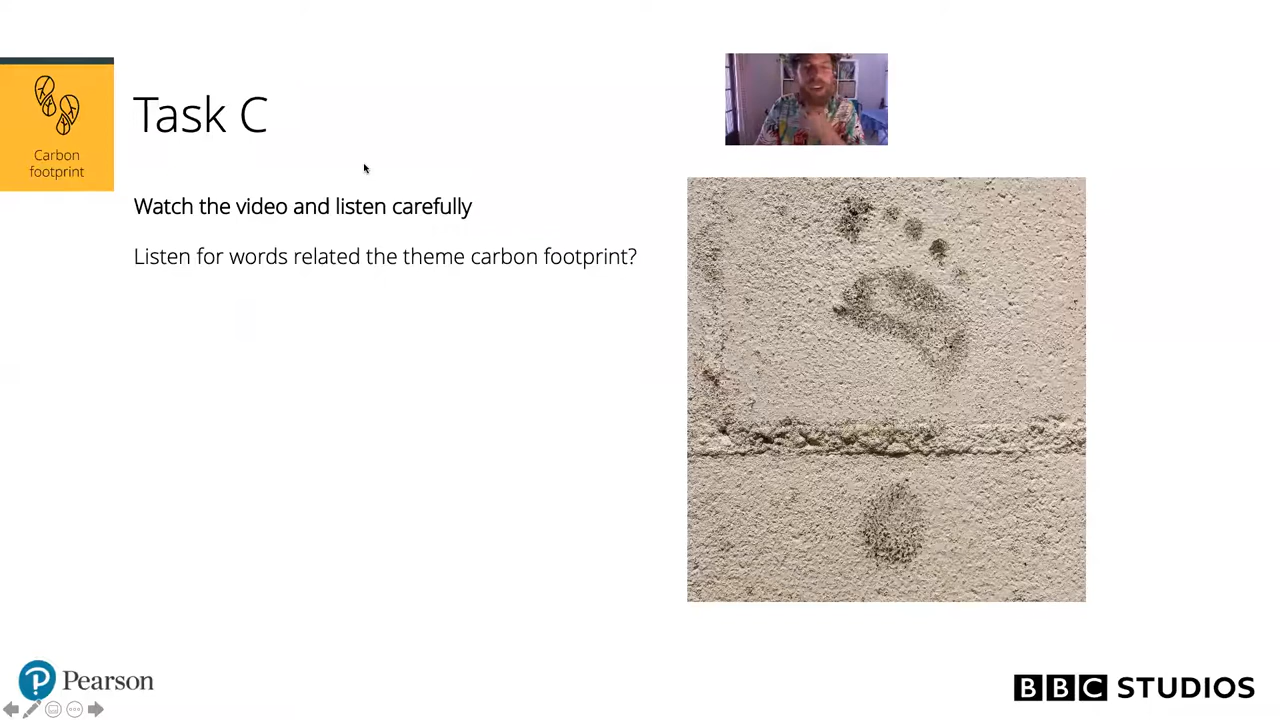 Task C
Carbon
footprint
Watch the video and listen carefully
Listen for words related the theme carbon footprint?
Pearson
BBC STUDIOS